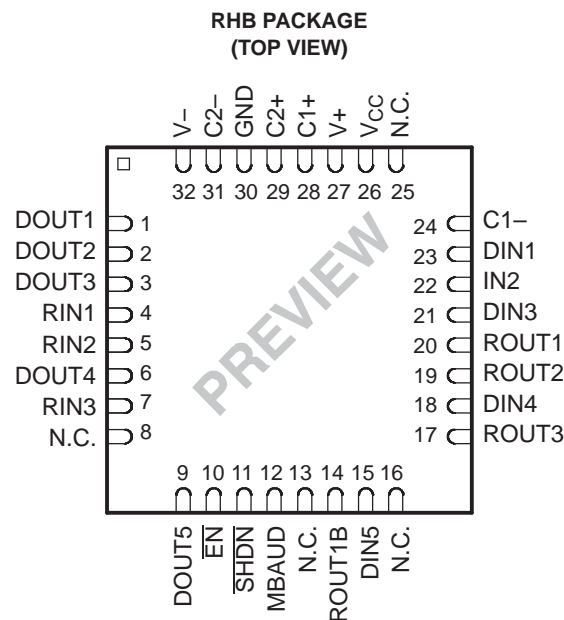 RHB PACKAGE
(TOP VIEW)
V– C2– GND C2+ C1+ V+ VCC N.C.
32 31 30 29 28 27 26 25
DOUT1 1
DOUT2 2
DOUT3 3
RIN1 4
RIN2 5
DOUT4 6
RIN3 7
N.C. 8
24 C1–
23 DIN1
22 IN2
21 DIN3
20 ROUT1
19 ROUT2
18 DIN4
17 ROUT3
PREVIEW
9 10 11 12 13 14 15 16
DOUT5 EN SHDN MBAUD N.C. ROUT1B DIN5 N.C.